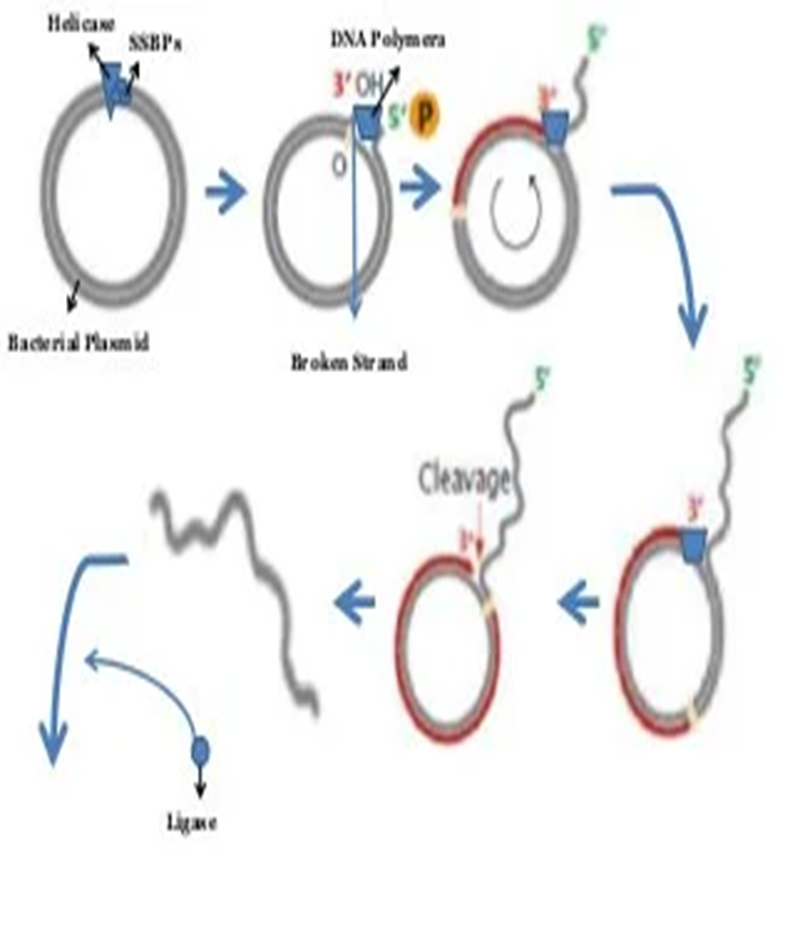 Helicase
SSBPs
DNA Polymera
3' OH
5' P
O
3'
5'
Bacterial Plasmid
Broken Strand
5'
3'
5'
Cleavage
3'
Ligase